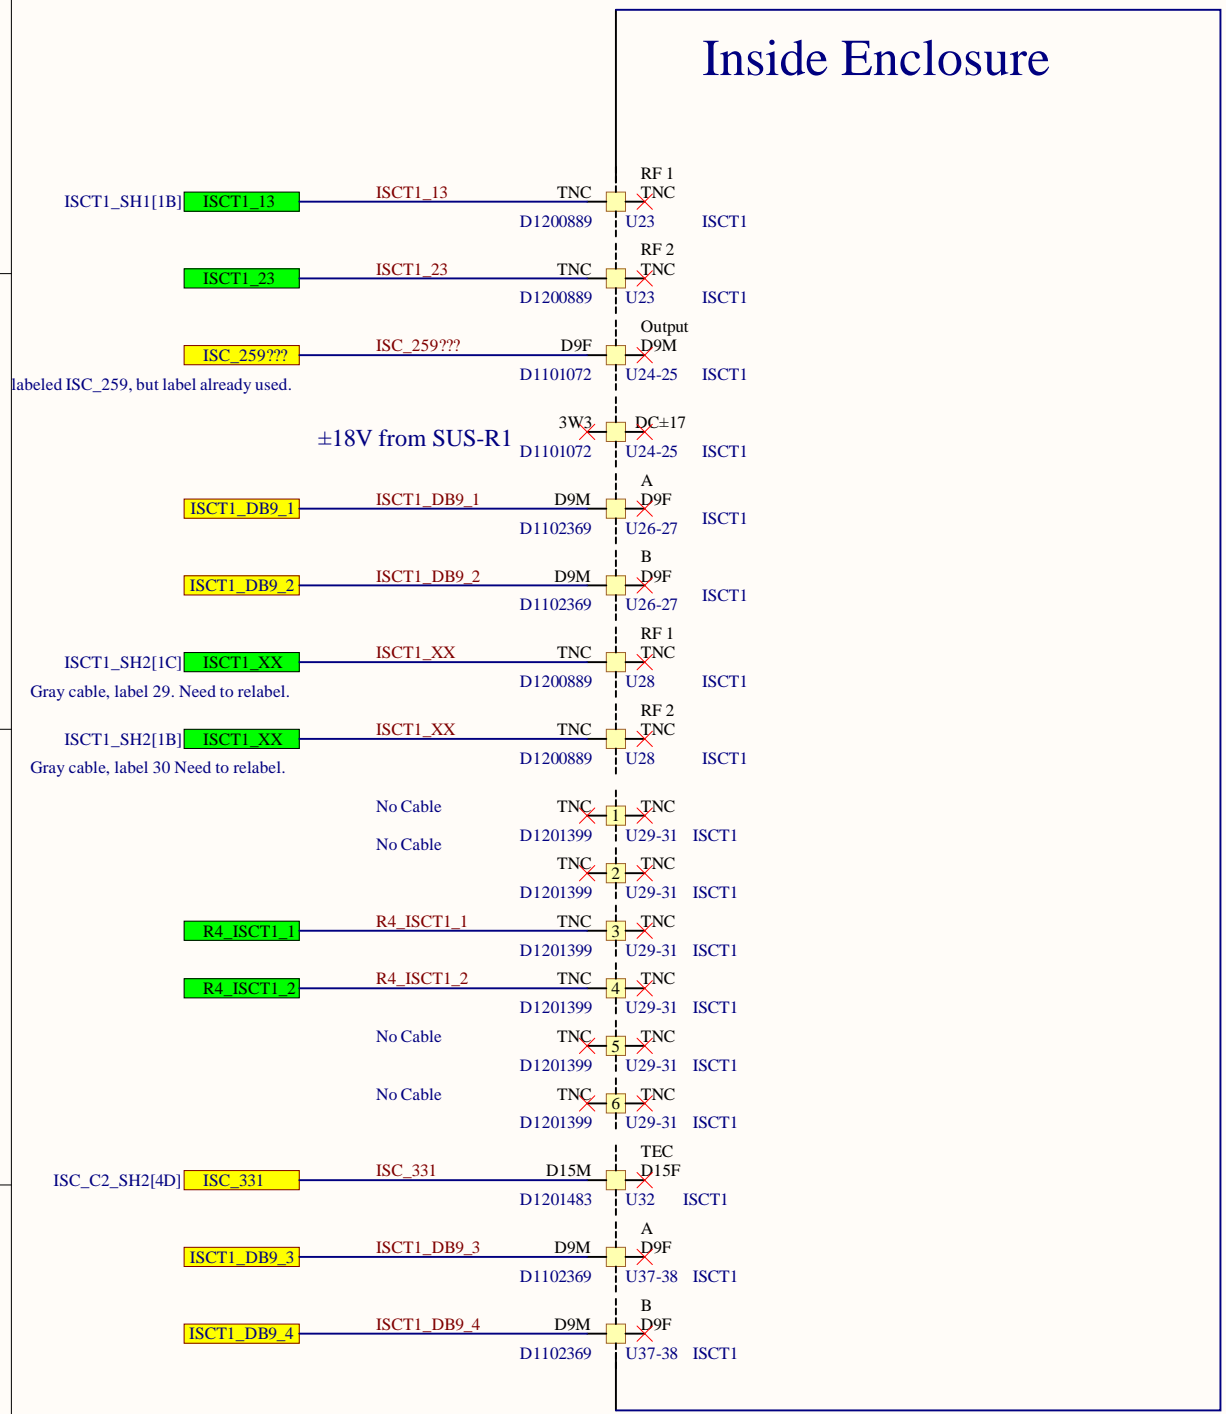 Inside Enclosure
RF 1
ISCT1_SH1[1B] ISCT1_13 ISCT1_13 TNC TNC
D1200889 U23 ISCT1
RF 2
ISCT1_23 ISCT1_23 TNC TNC
D1200889 U23 ISCT1
Output
ISC_259??? ISC_259??? D9F D9M
D1101072 U24-25 ISCT1
labeled ISC_259, but label already used.
3W3 DC±17
±18V from SUS-R1
D1101072 U24-25 ISCT1
A
ISCT1_DB9_1 ISCT1_DB9_1 D9M D9F
D1102369 U26-27 ISCT1
B
ISCT1_DB9_2 ISCT1_DB9_2 D9M D9F
D1102369 U26-27 ISCT1
RF 1
ISCT1_SH2[1C] ISCT1_XX ISCT1_XX TNC TNC
D1200889 U28 ISCT1
Gray cable, label 29. Need to relabel.
RF 2
ISCT1_SH2[1B] ISCT1_XX ISCT1_XX TNC TNC
D1200889 U28 ISCT1
Gray cable, label 30 Need to relabel.
No Cable TNC 1 TNC
D1201399 U29-31 ISCT1
No Cable
TNC 2 TNC
D1201399 U29-31 ISCT1
R4_ISCT1_1 R4_ISCT1_1 TNC 3 TNC
D1201399 U29-31 ISCT1
R4_ISCT1_2 R4_ISCT1_2 TNC 4 TNC
D1201399 U29-31 ISCT1
No Cable TNC 5 TNC
D1201399 U29-31 ISCT1
No Cable TNC 6 TNC
D1201399 U29-31 ISCT1
TEC
ISC_C2_SH2[4D] ISC_331 ISC_331 D15M D15F
D1201483 U32 ISCT1
A
ISCT1_DB9_3 ISCT1_DB9_3 D9M D9F
D1102369 U37-38 ISCT1
B
ISCT1_DB9_4 ISCT1_DB9_4 D9M D9F
D1102369 U37-38 ISCT1